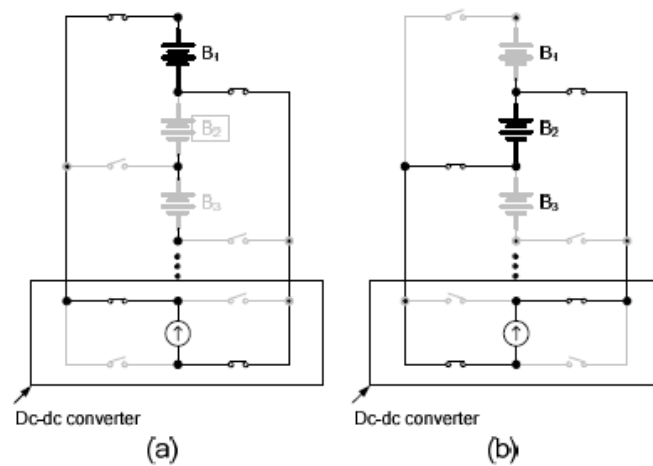 B1
B2
B3
Dc-dc converter
(a)
B1
B2
B3
Dc-dc converter
(b)